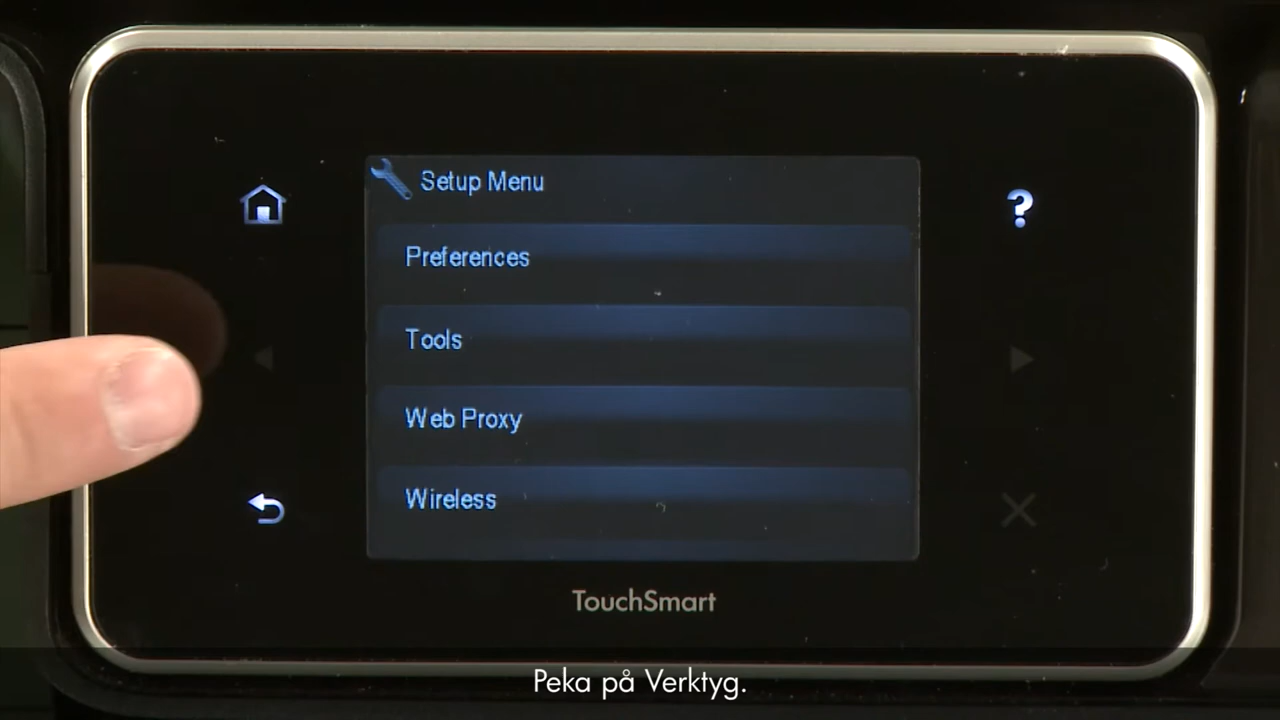 Setup Menu
Preferences
Tools
Web Proxy
Wireless
TouchSmart
Peka på Verktyg.